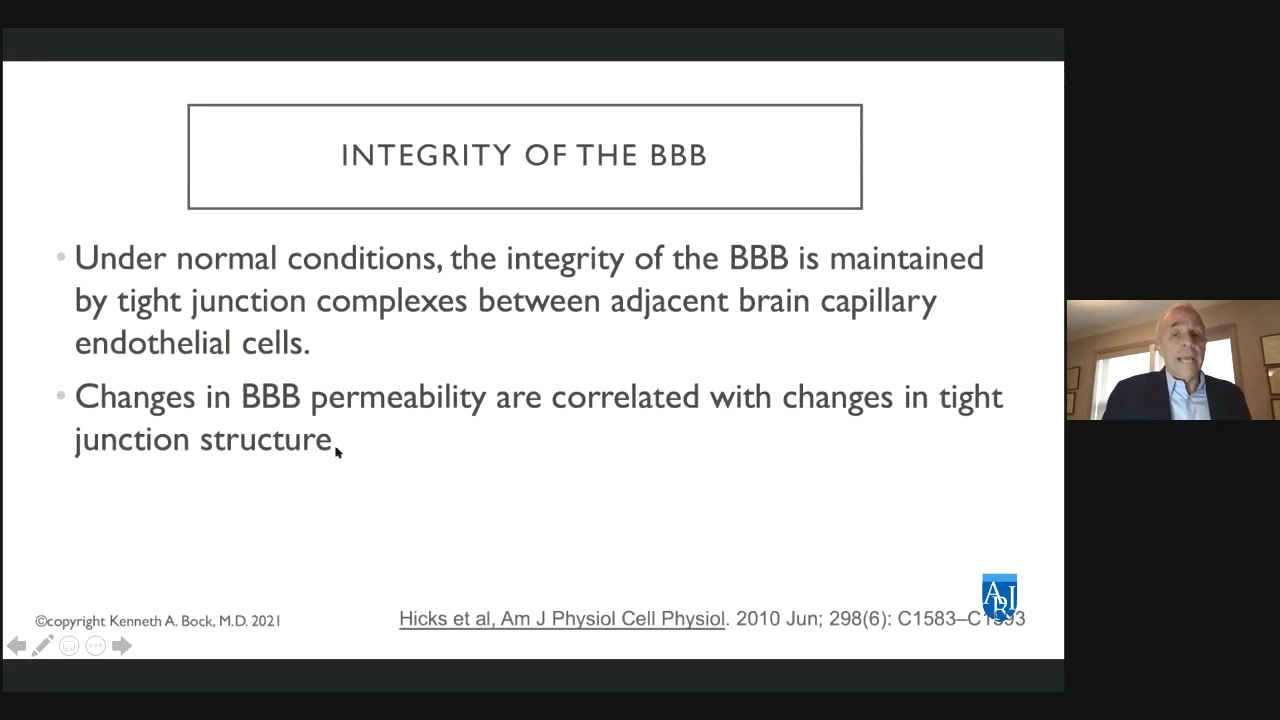 INTEGRITY OF THE BBB
• Under normal conditions, the integrity of the BBB is maintained
by tight junction complexes between adjacent brain capillary
endothelial cells.
• Changes in BBB permeability are correlated with changes in tight
junction structure.
©copyright Kenneth A. Bock, M.D. 2021
Hicks et al, Am J Physiol Cell Physiol. 2010 Jun; 298(6): C1583–C1593